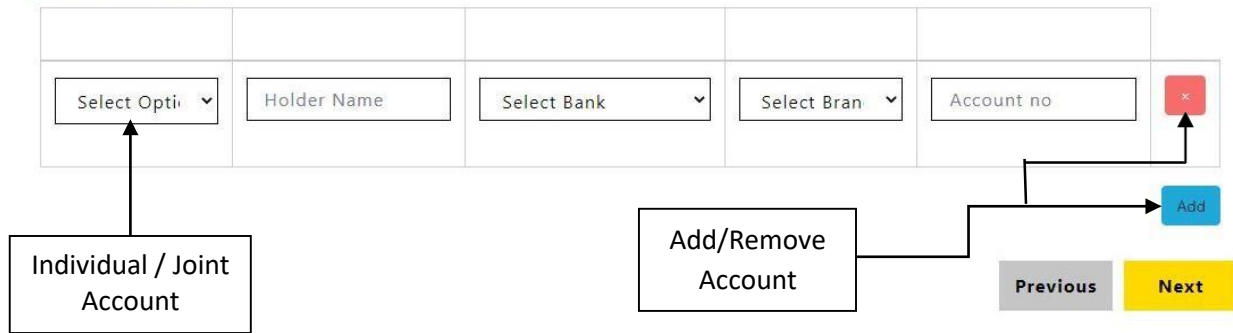 Select Opti
Holder Name
Select Bank
Select Bran
Account no
×
Add
Individual / Joint
Account
Add/Remove
Account
Previous
Next